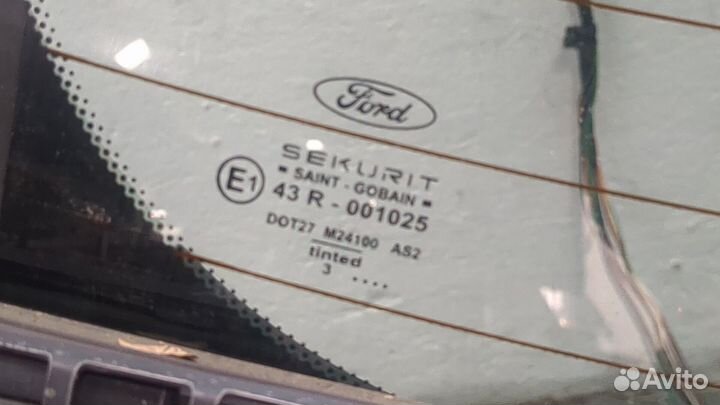 Ford
SEKURIT
SAINT - GOBAIN
E1
43 R - 001025
DOT27 M24100 AS2
tinted
3 ....
Avito